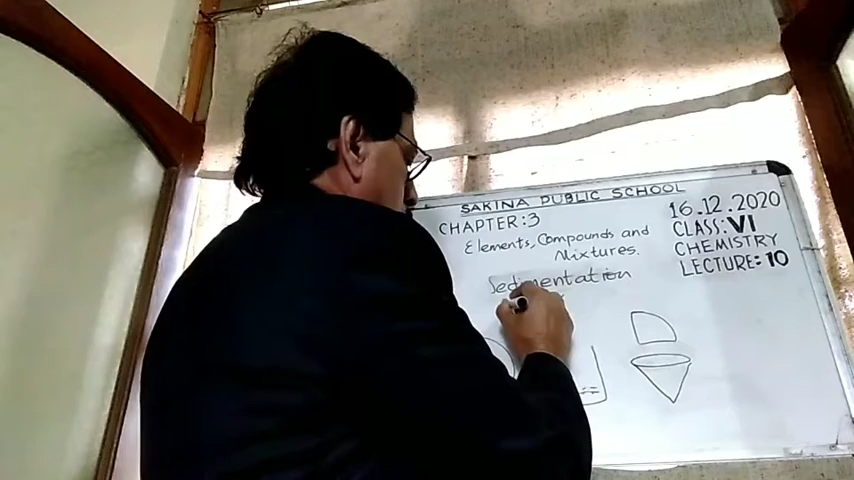 SAKINA PUBLIC SCHOOL
16.12.2020
CHAPTER:3
CLASS:VI
Elements, Compounds and
Mixtures.
CHEMISTRY
LECTURE:10
Sedimentation